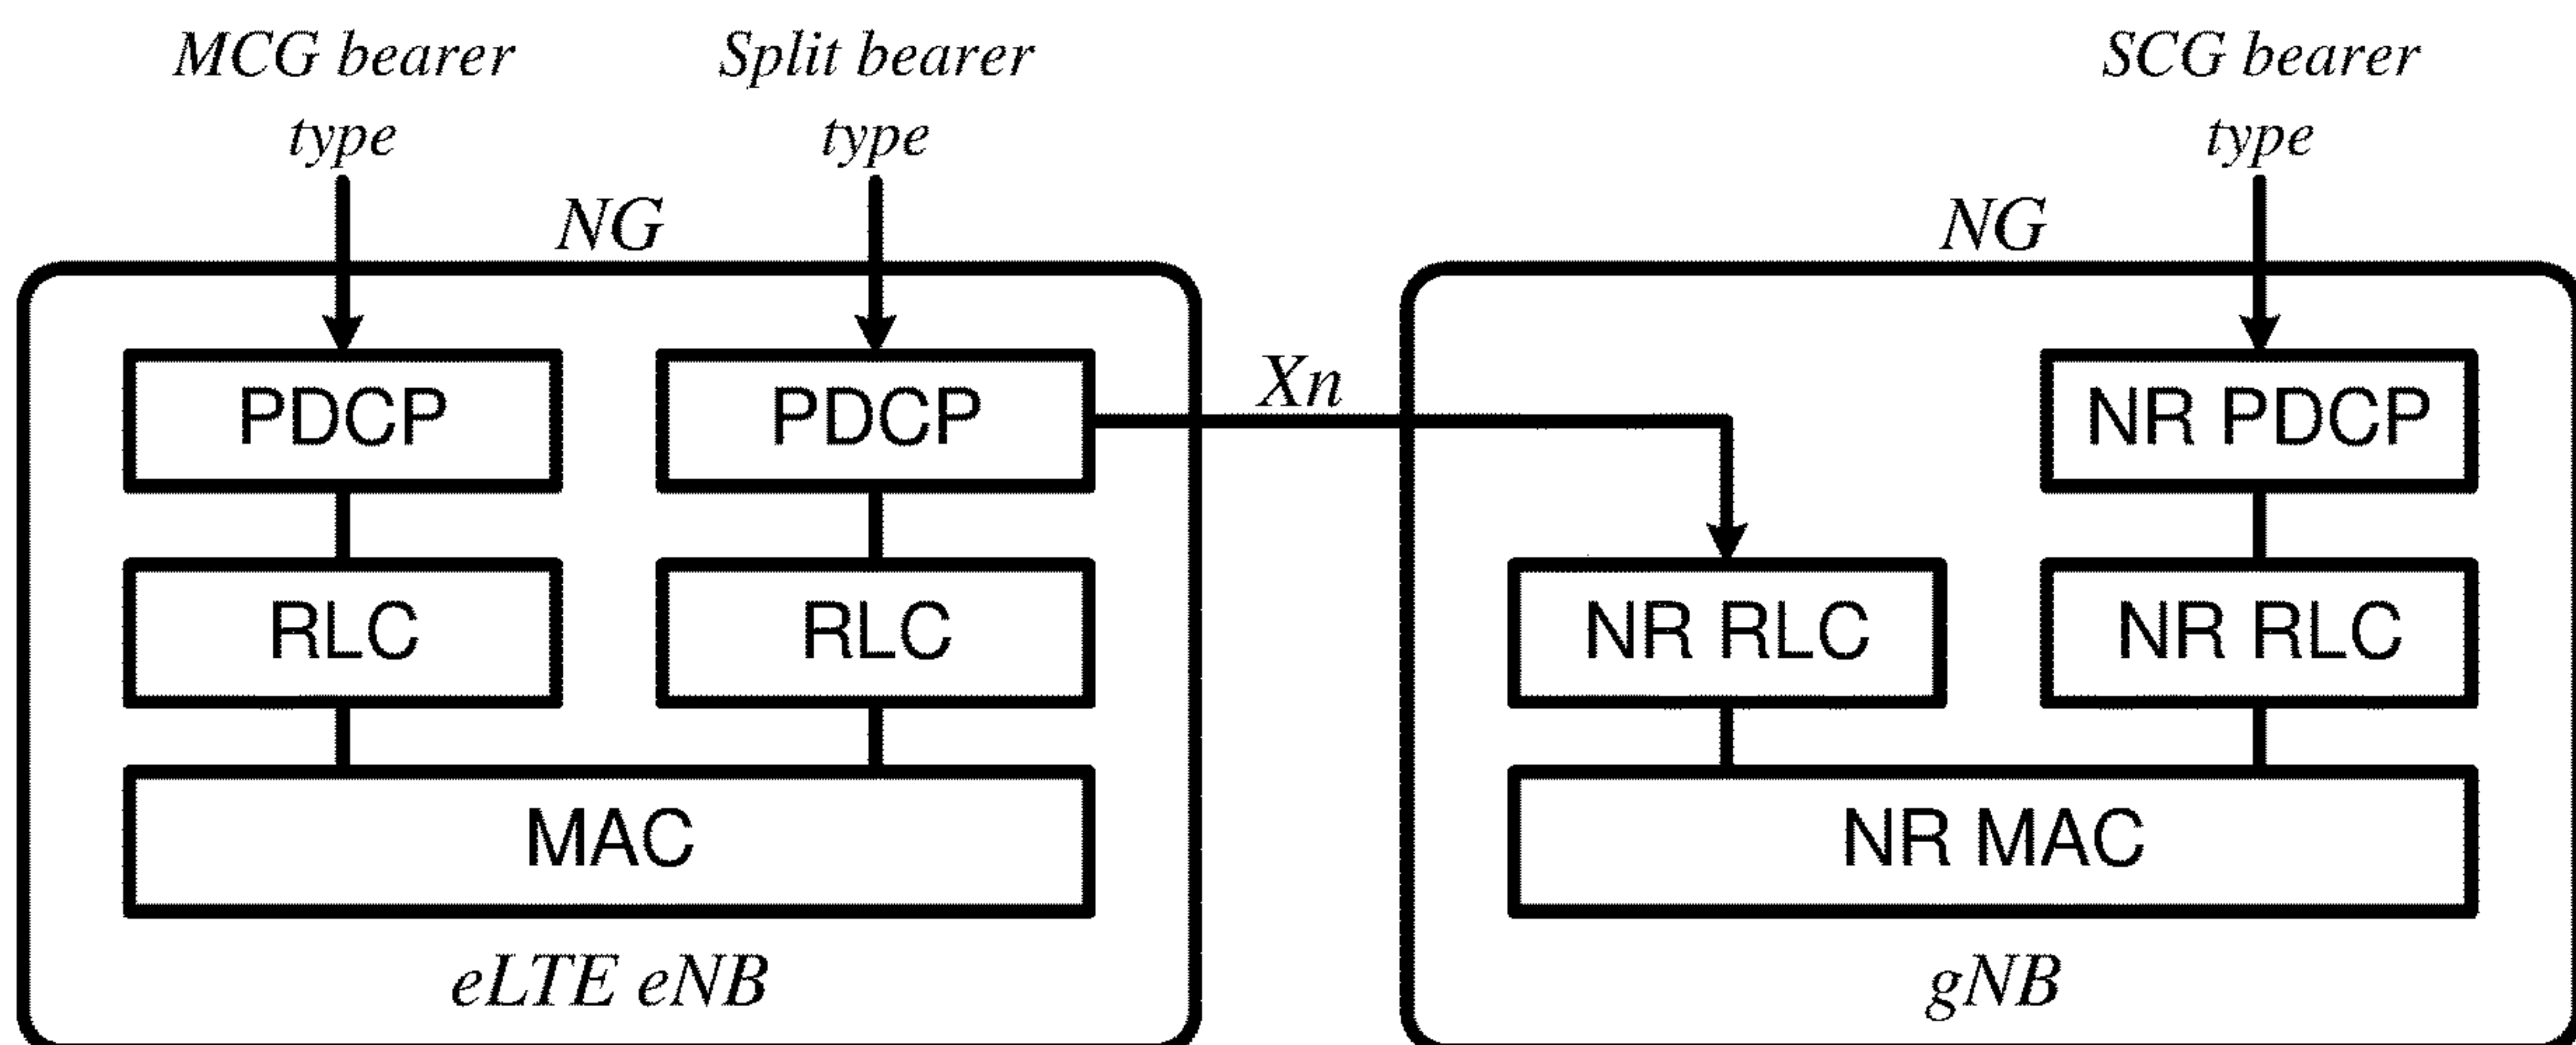 MCG bearer
type
Split bearer
type
SCG bearer
type
NG
NG
Xn
PDCP
PDCP
NR PDCP
RLC
RLC
NR RLC
NR RLC
MAC
NR MAC
eLTE eNB
gNB